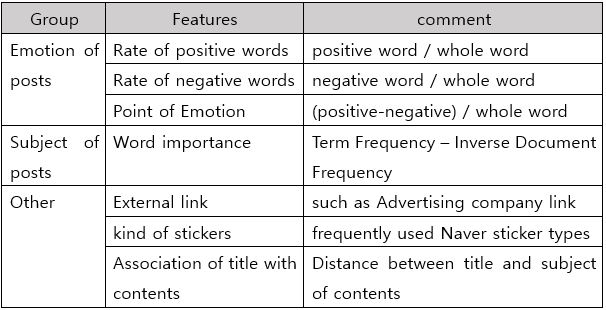 Group Features comment
Emotion of posts Rate of positive words positive word / whole word
Rate of negative words negative word / whole word
Point of Emotion (positive-negative) / whole word
Subject of posts Word importance Term Frequency – Inverse Document Frequency
Other External link such as Advertising company link
kind of stickers frequently used Naver sticker types
Association of title with contents Distance between title and subject of contents